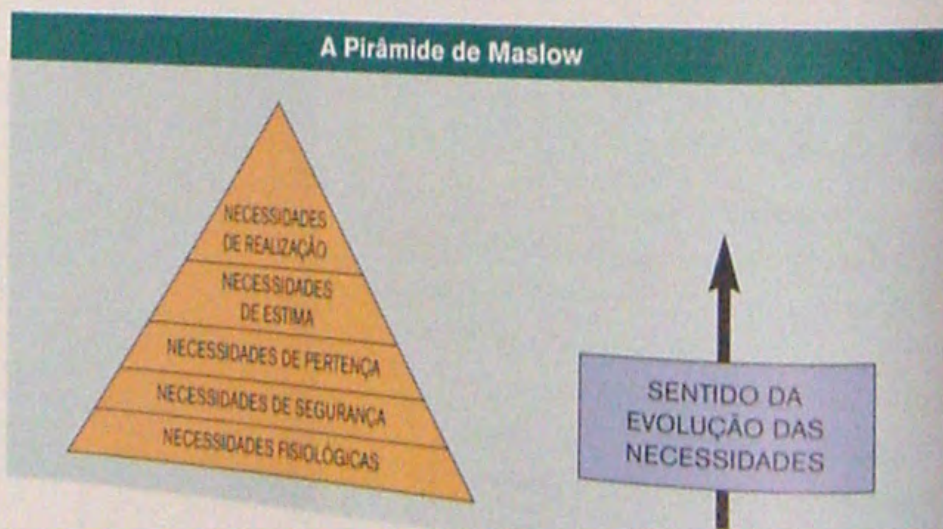 A Pirâmide de Maslow
NECESSIDADES
DE REALIZAÇÃO
NECESSIDADES
DE ESTIMA
NECESSIDADES DE PERTENÇA
NECESSIDADES DE SEGURANÇA
NECESSIDADES FISIOLÓGICAS
SENTIDO DA
EVOLUÇÃO DAS
NECESSIDADES